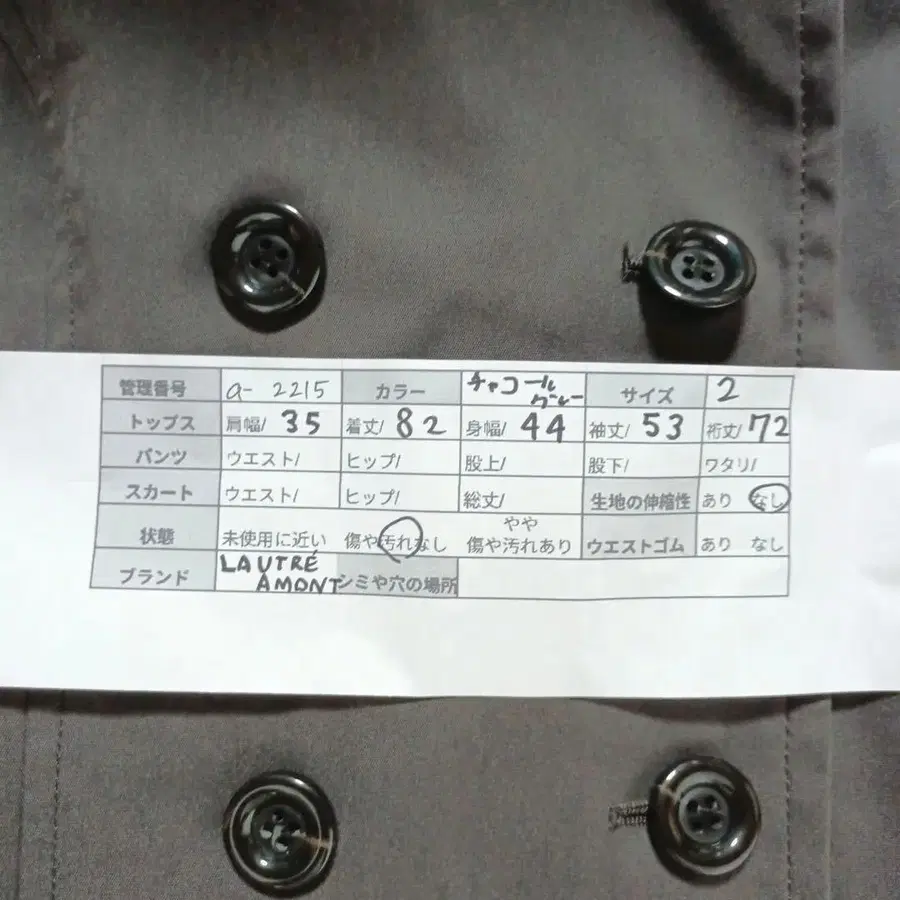 管理番号 a- 2215 カラー チャコールグレー サイズ 2
トップス 肩幅/ 35 着丈/ 82 身幅/ 44 袖丈/ 53 裄丈/ 72
パンツ ウエスト/ ヒップ/ 股上/ 股下/ ワタリ/
スカート ウエスト/ ヒップ/ 総丈/ 生地の伸縮性 あり なし
状態 未使用に近い 傷や汚れなし やや傷や汚れあり ウエストゴム あり なし
ブランド LAUTRÉ AMONT シミや穴の場所